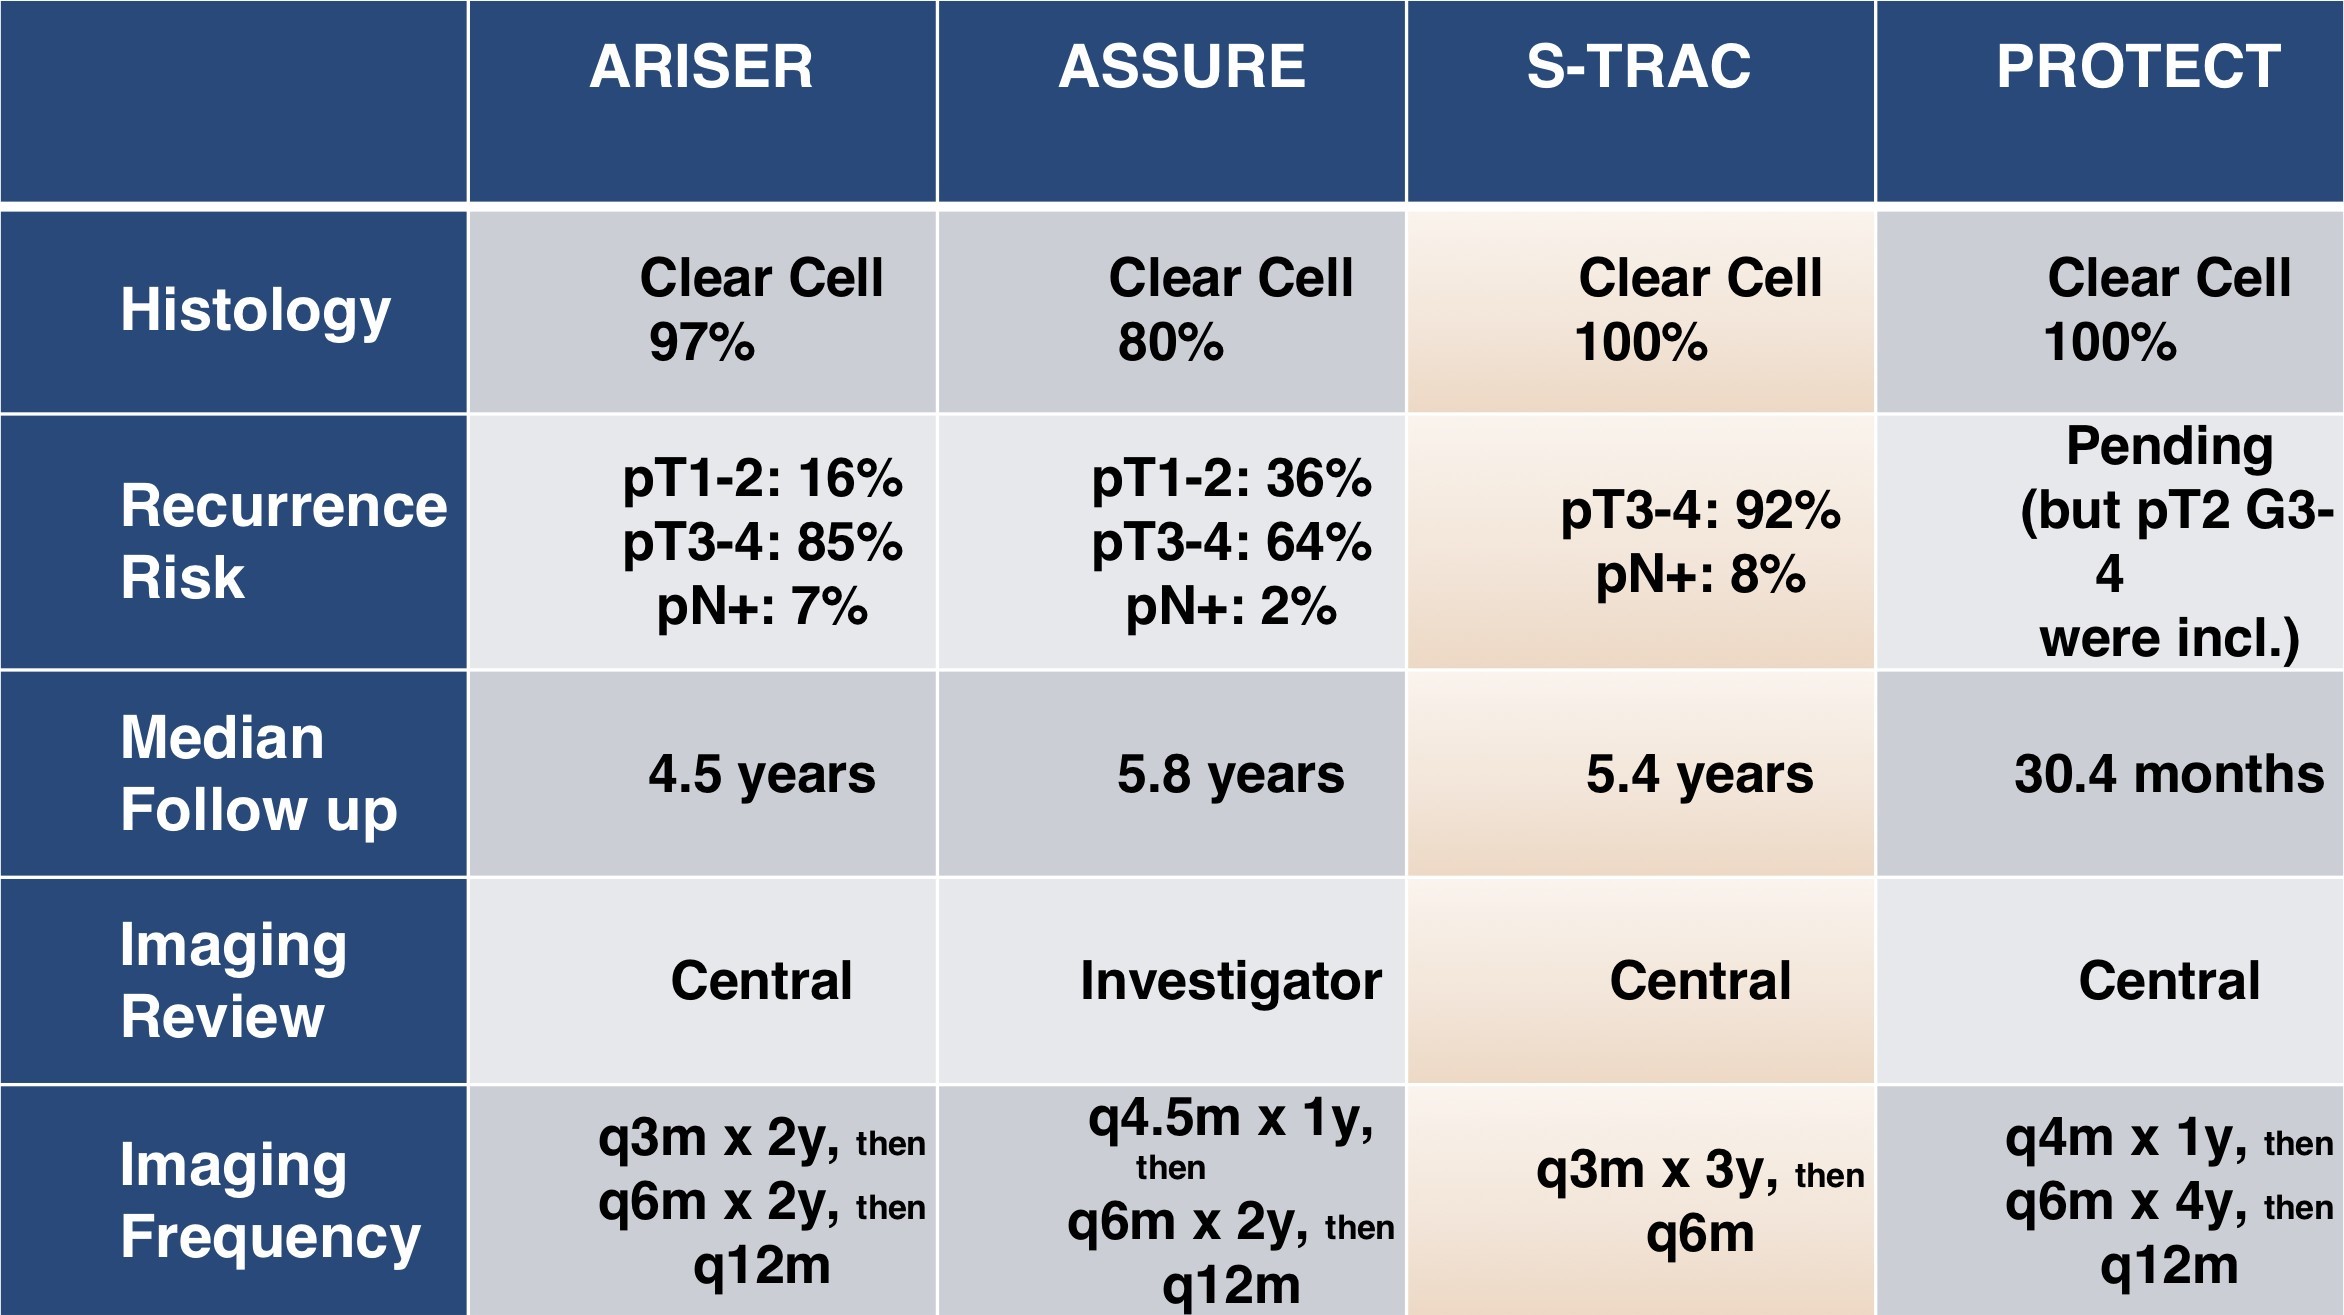 ARISER ASSURE S-TRAC PROTECT
Histology
Clear Cell
97%
Clear Cell
80%
Clear Cell
100%
Clear Cell
100%
Recurrence
Risk
pT1-2: 16%
pT3-4: 85%
pN+: 7%
pT1-2: 36%
pT3-4: 64%
pN+: 2%
pT3-4: 92%
pN+: 8%
Pending
(but pT2 G3-
4
were incl.)
Median
Follow up
4.5 years
5.8 years
5.4 years
30.4 months
Imaging
Review
Central
Investigator
Central
Central
Imaging
Frequency
q3m x 2y, then
q6m x 2y, then
q12m
q4.5m x 1y,
then
q6m x 2y, then
q12m
q3m x 3y, then
q6m
q4m x 1y, then
q6m x 4y, then
q12m